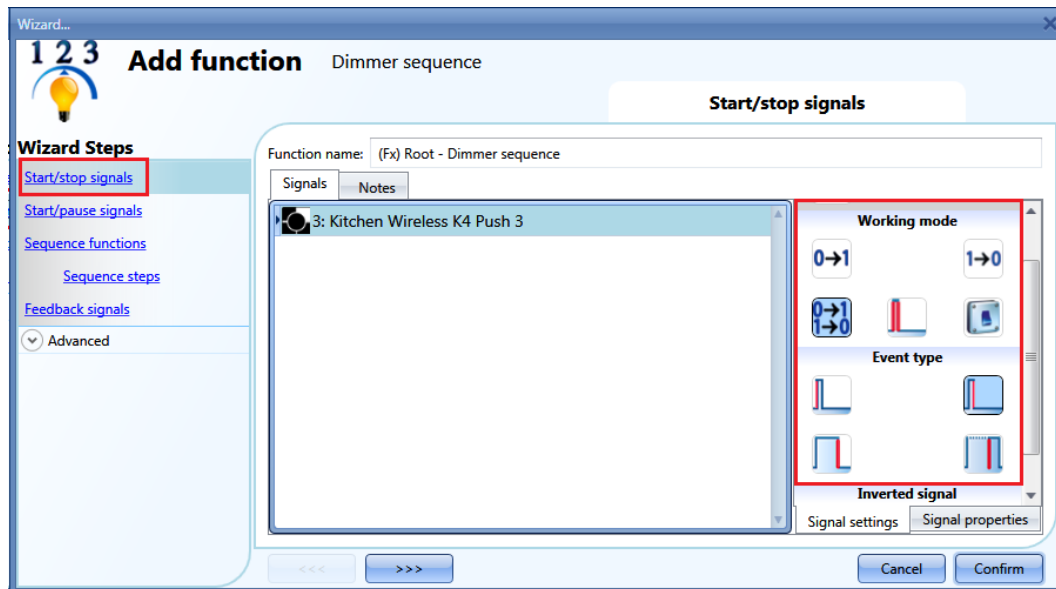 Wizard...
1 2 3
Add function Dimmer sequence
Start/stop signals
Wizard Steps
Start/stop signals
Start/pause signals
Sequence functions
Sequence steps
Feedback signals
Advanced
Function name: (Fx) Root - Dimmer sequence
Signals Notes
3: Kitchen Wireless K4 Push 3
Working mode
0→1 1→0
0→1
1→0
Event type
Inverted signal
Signal settings Signal properties
<<< >>> Cancel Confirm